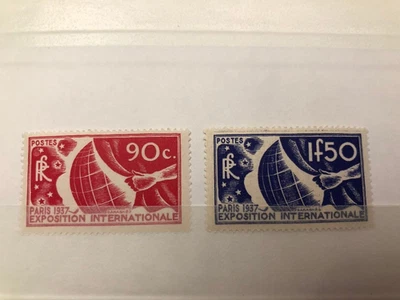 POSTES
90c.
RF
PARIS 1937
EXPOSITION INTERNATIONALE
POSTES
1f50
RF
PARIS 1937
EXPOSITION INTERNATIONALE